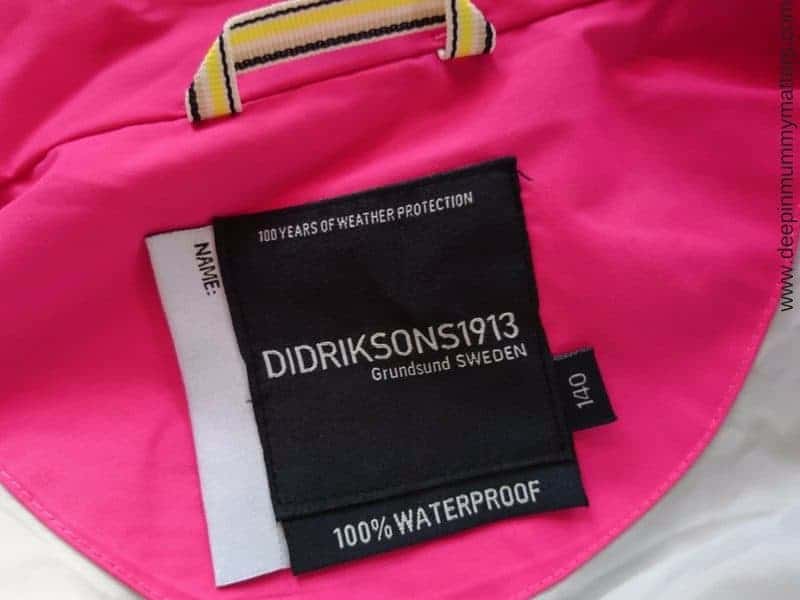 100 YEARS OF WEATHER PROTECTION
NAME:
DIDRIKSONS1913
Grundsund SWEDEN
140
100% WATERPROOF
www.deepinmummymatters.com